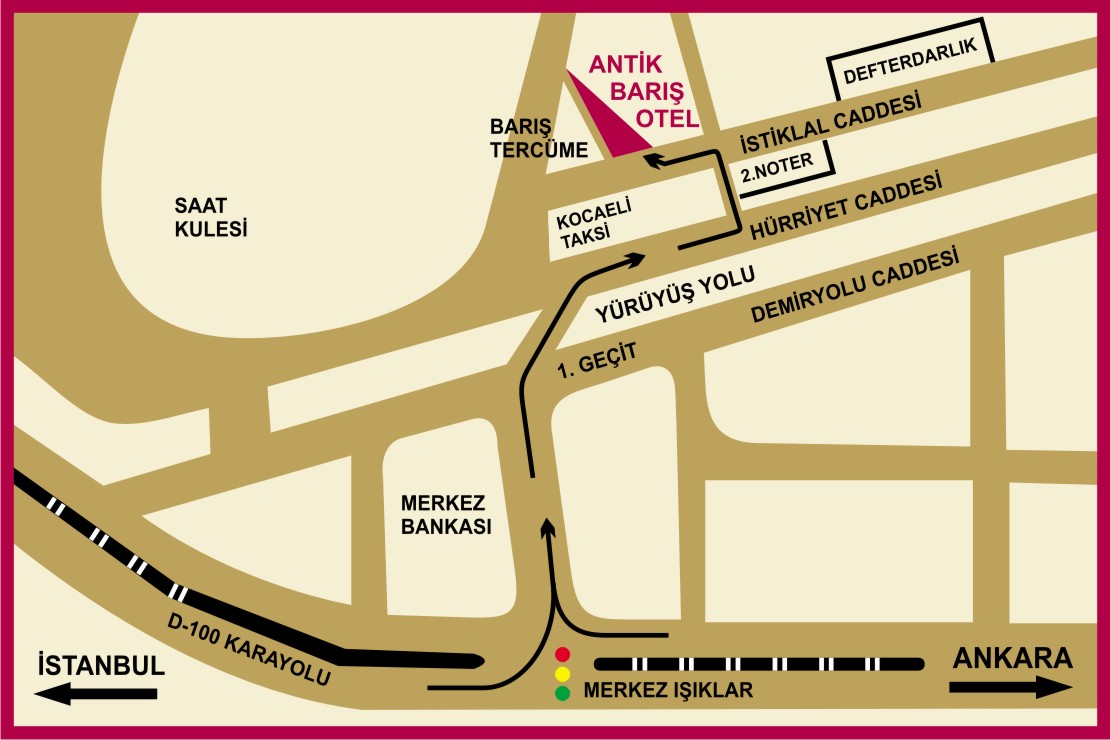 DEFTERDARLIK
ANTİK
BARIŞ
OTEL
BARIŞ
TERCÜME
İSTİKLAL CADDESİ
2.NOTER
SAAT
KULESİ
KOCAELİ
TAKSİ
HÜRRİYET CADDESİ
YÜRÜYÜŞ YOLU
DEMİRYOLU CADDESİ
1. GEÇİT
MERKEZ
BANKASI
D-100 KARAYOLU
İSTANBUL
MERKEZ IŞIKLAR
ANKARA